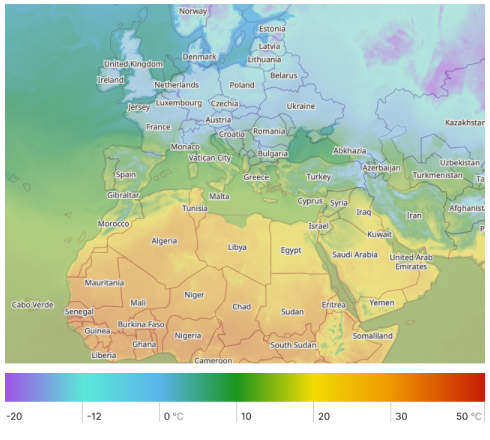 Norway
Estonia
Latvia
Denmark
Lithuania
United Kingdom
Belarus
Ireland
Netherlands
Poland
Luxembourg
Czechia
Jersey
Ukraine
Austria
Kazakhstan
France
Croatia
Romania
Monaco
Bulgaria
Abkhazia
Vatican City
Uzbekistan
Azerbaijan
Spain
Greece
Turkey
Turkmenistan
Ta
Gibraltar
Malta
Cyprus
Syria
Afghanista
Tunisia
Iraq
Iran
Morocco
Israel
P
Kuwait
Algeria
Libya
Egypt
Saudi Arabia
United Arab
Emirates
Mauritania
Niger
Cabo Verde
Mali
Chad
Eritrea
Yemen
Senegal
Sudan
Burkina Faso
Guinea
Nigeria
Somaliland
Ghana
South Sudan
Liberia
Cameroon
-20 -12 0 °C 10 20 30 50 °C